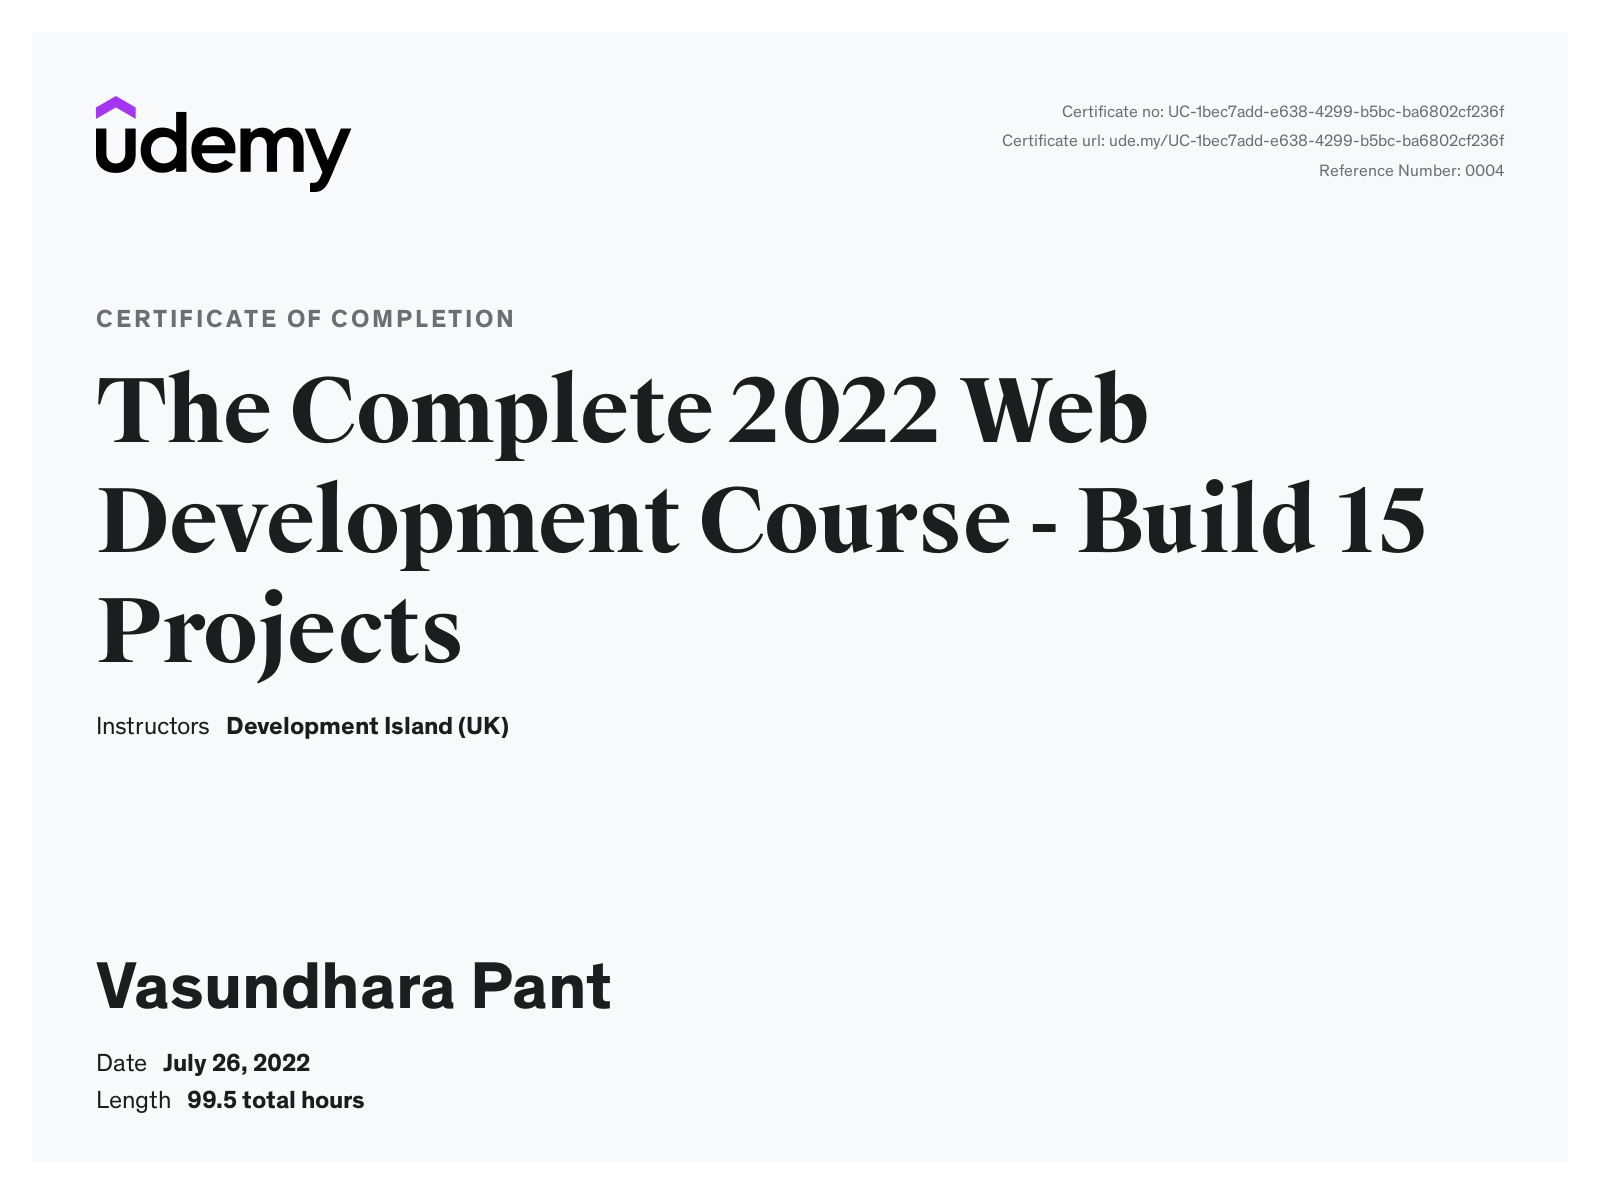 udemy
Certificate no: UC-1bec7add-e638-4299-b5bc-ba6802cf236f
Certificate url: ude.my/UC-1bec7add-e638-4299-b5bc-ba6802cf236f
Reference Number: 0004
CERTIFICATE OF COMPLETION
The Complete 2022 Web
Development Course - Build 15
Projects
Instructors Development Island (UK)
Vasundhara Pant
Date July 26, 2022
Length 99.5 total hours